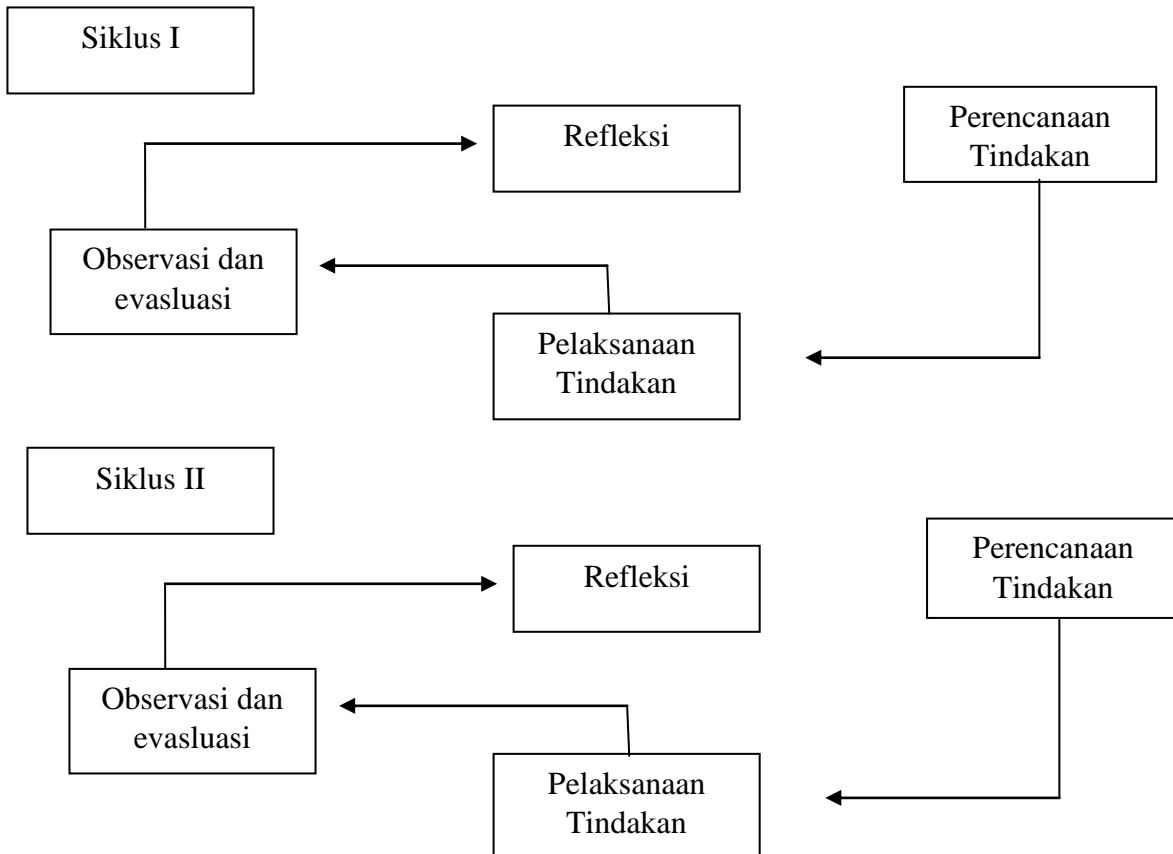 Siklus I
Refleksi
Perencanaan
Tindakan
Observasi dan
evasluasi
Pelaksanaan
Tindakan
Siklus II
Refleksi
Perencanaan
Tindakan
Observasi dan
evasluasi
Pelaksanaan
Tindakan